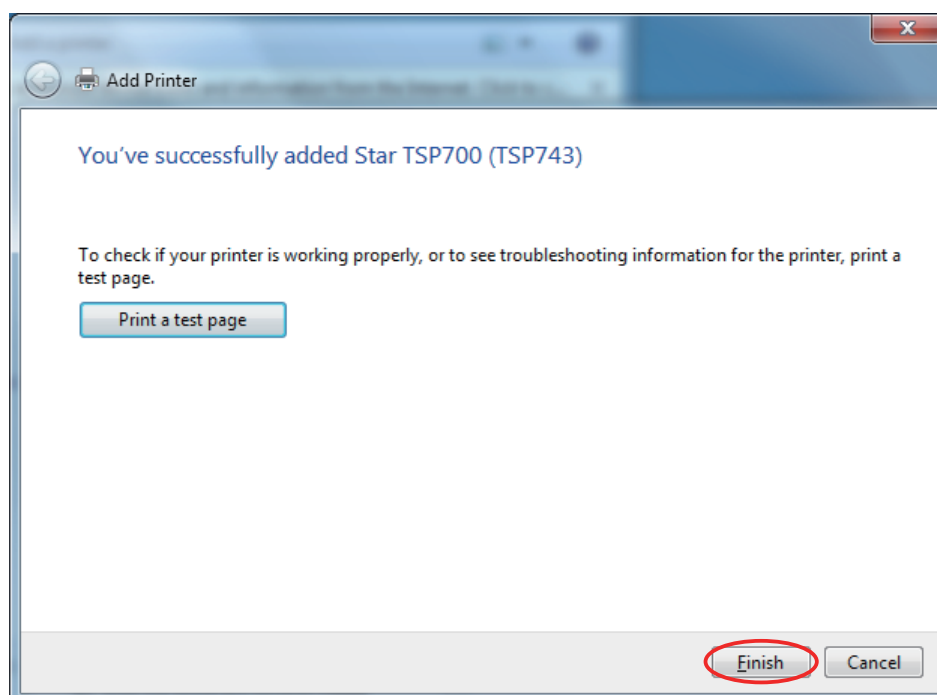 Add Printer
You've successfully added Star TSP700 (TSP743)
To check if your printer is working properly, or to see troubleshooting information for the printer, print a
test page.
Print a test page
Finish
Cancel